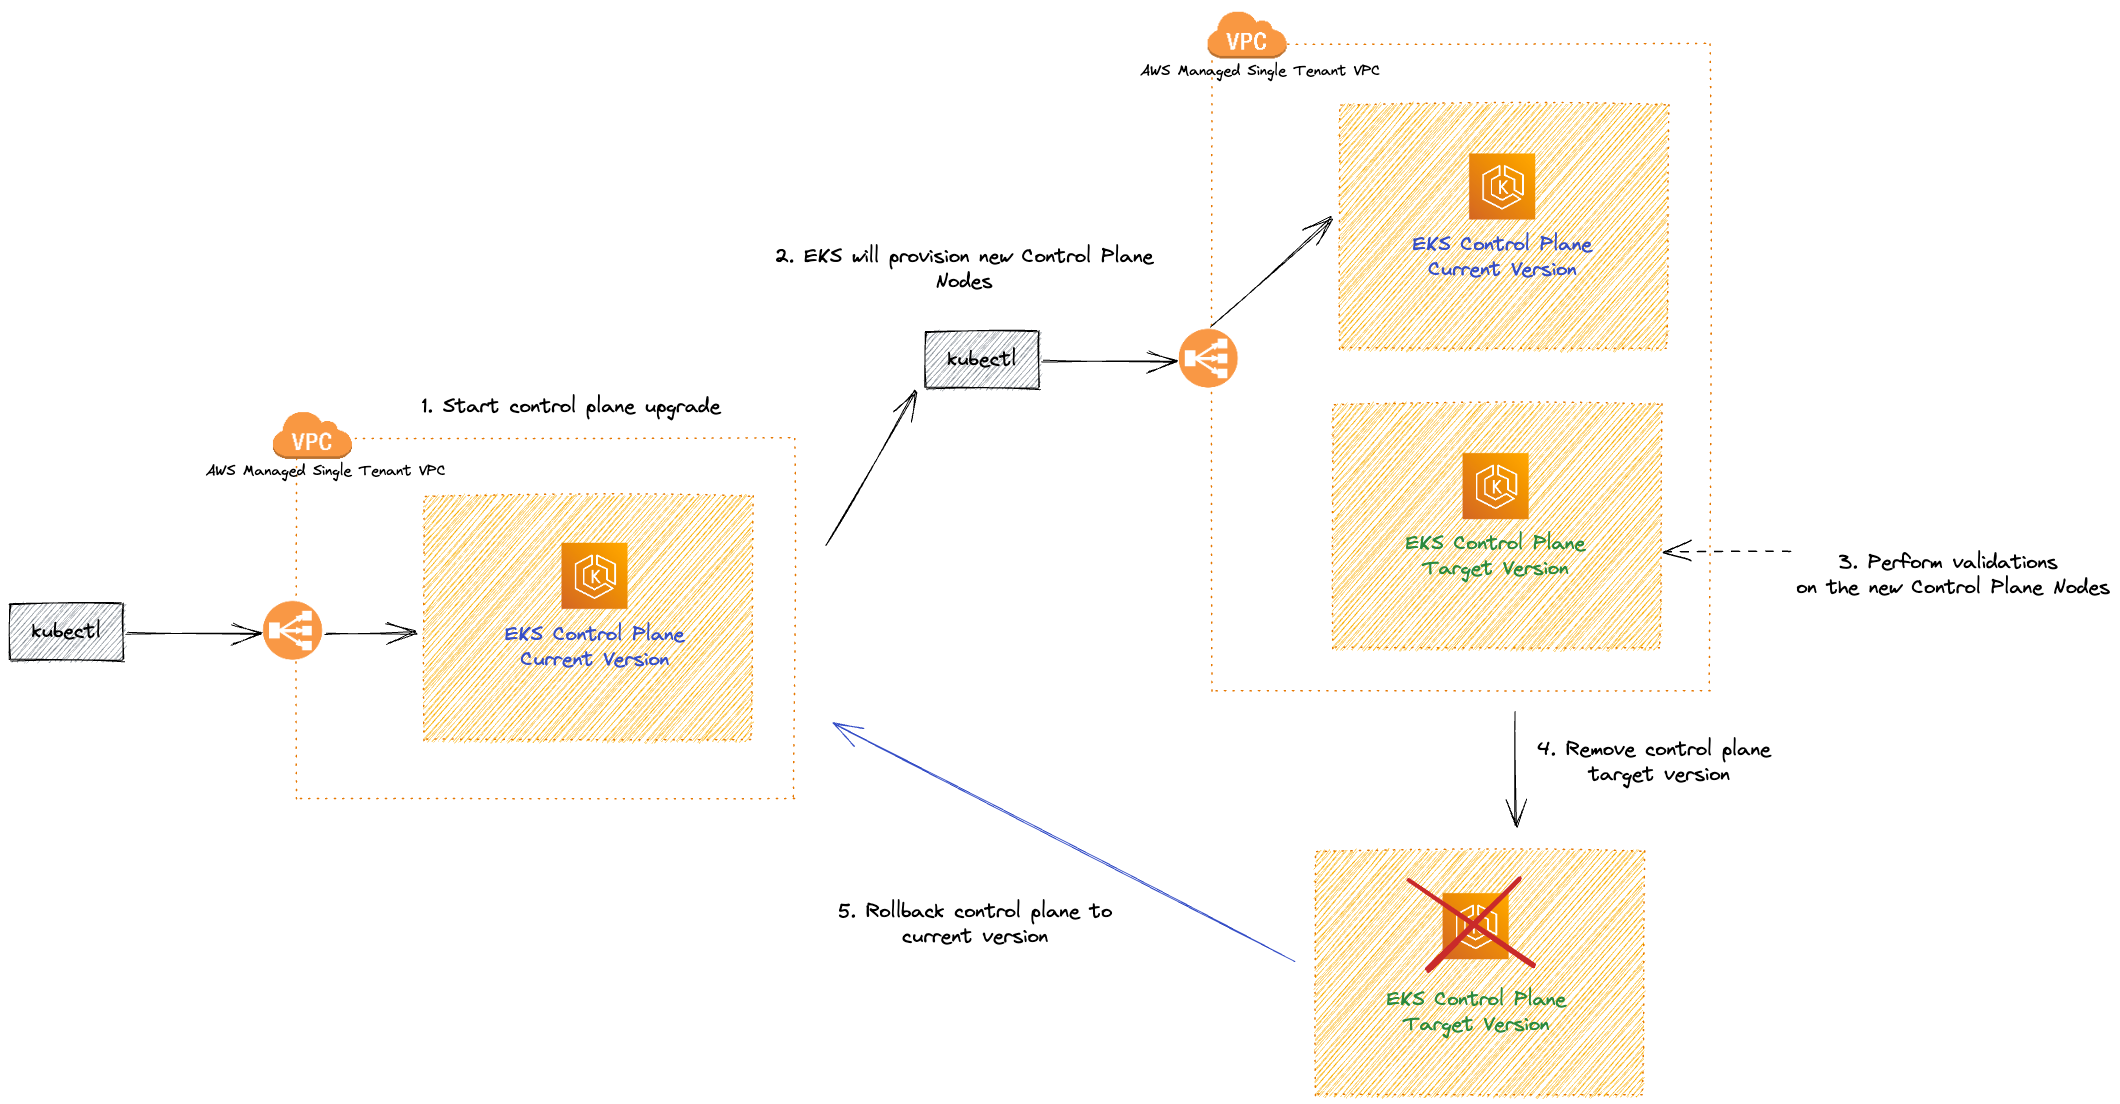 1. Start control plane upgrade
VPC
AWS Managed Single Tenant VPC
kubectl
K
EKS Control Plane
Current Version
2. EKS will provision new Control Plane
Nodes
kubectl
VPC
AWS Managed Single Tenant VPC
K
EKS Control Plane
Current Version
K
EKS Control Plane
Target Version
3. Perform validations
on the new Control Plane Nodes
4. Remove control plane
target version
EKS Control Plane
Target Version
5. Rollback control plane to
current version